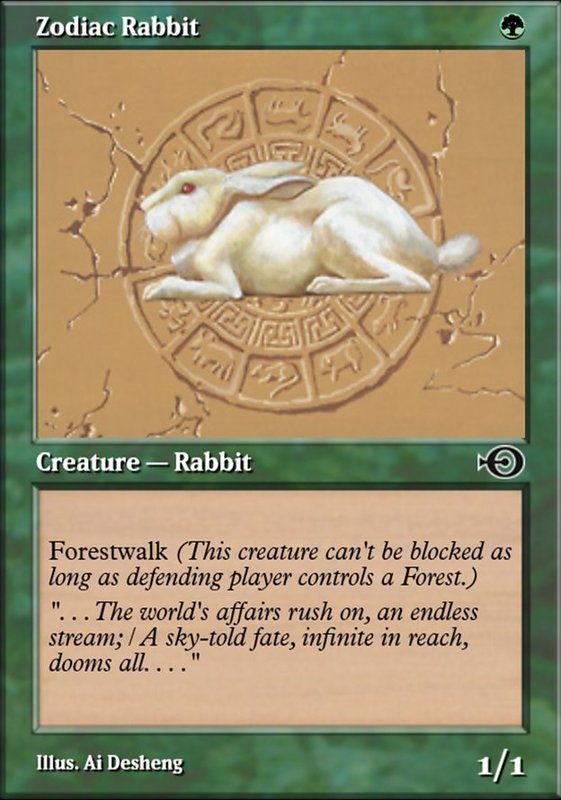 Zodiac Rabbit
Creature — Rabbit
Forestwalk (This creature can't be blocked as
long as defending player controls a Forest.)
". . . The world's affairs rush on, an endless
stream; / A sky-told fate, infinite in reach,
dooms all. . . . "
Illus. Ai Desheng
1/1